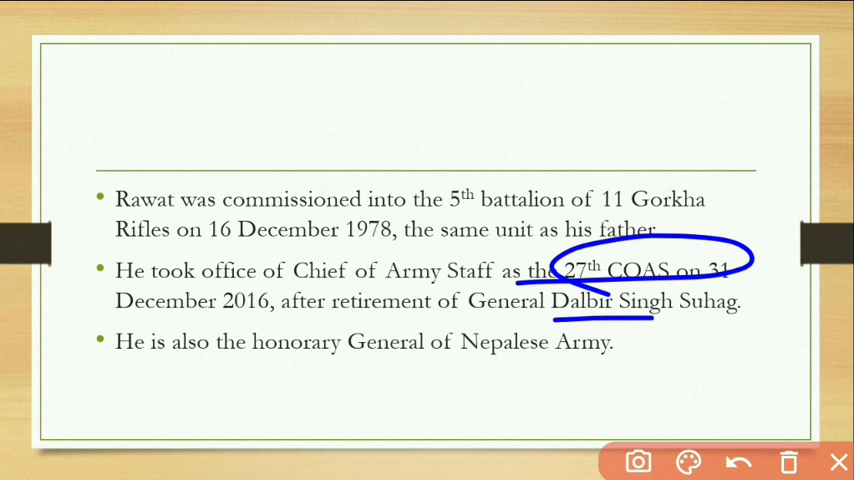 • Rawat was commissioned into the 5th battalion of 11 Gorkha
Rifles on 16 December 1978, the same unit as his father.
• He took office of Chief of Army Staff as the 27th COAS on 31
December 2016, after retirement of General Dalbir Singh Suhag.
• He is also the honorary General of Nepalese Army.